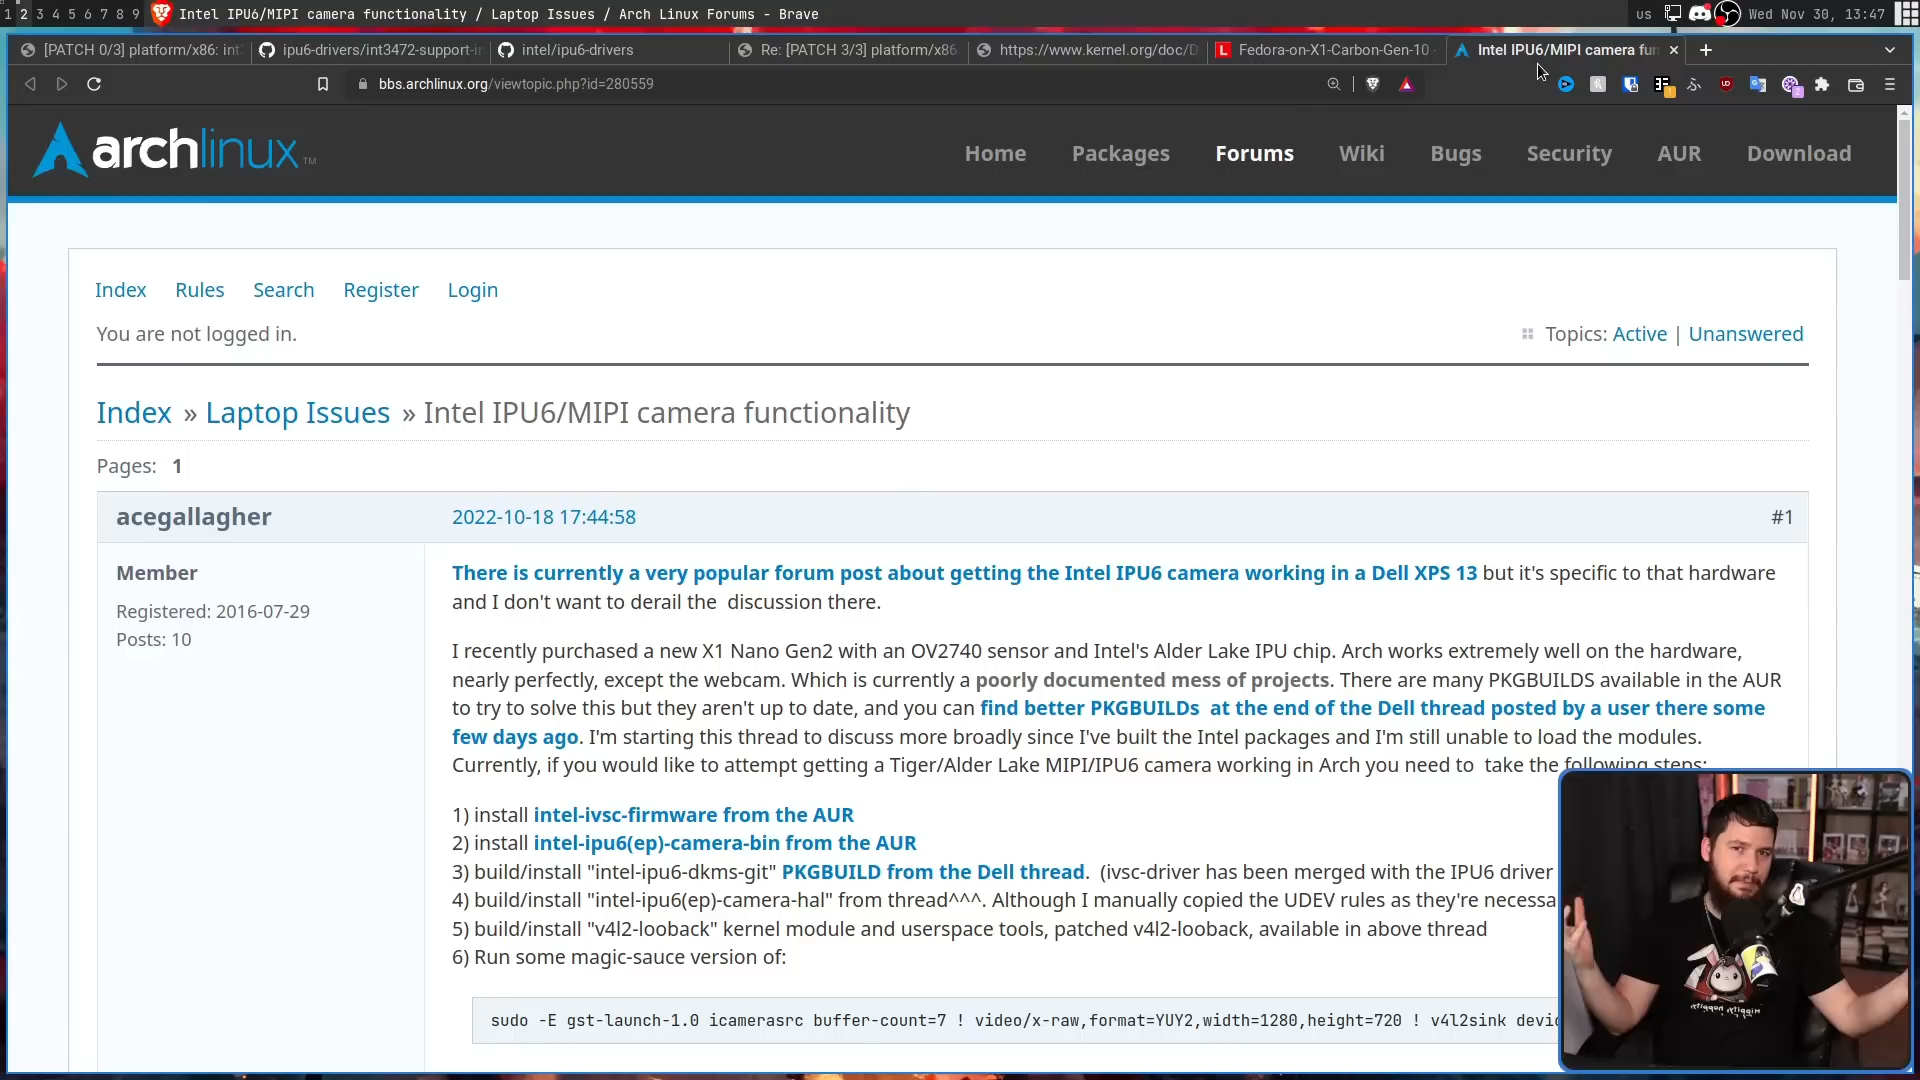 1 2 3 4 5 6 7 8 9 Intel IPU6/MIPI camera functionality / Laptop Issues / Arch Linux Forums - Brave us Wed Nov 30, 13:47
[PATCH 0/3] platform/x86: int ipu6-drivers/int3472-support-i intel/ipu6-drivers Re: [PATCH 3/3] platform/x86 https://www.kernel.org/doc/D Fedora-on-X1-Carbon-Gen-10 Intel IPU6/MIPI camera fun
bbs.archlinux.org/viewtopic.php?id=280559
archlinux™ Home Packages Forums Wiki Bugs Security AUR Download
Index Rules Search Register Login
You are not logged in. Topics: Active | Unanswered
Index » Laptop Issues » Intel IPU6/MIPI camera functionality
Pages: 1
acegallagher 2022-10-18 17:44:58 #1
Member
Registered: 2016-07-29
Posts: 10
There is currently a very popular forum post about getting the Intel IPU6 camera working in a Dell XPS 13 but it's specific to that hardware
and I don't want to derail the discussion there.
I recently purchased a new X1 Nano Gen2 with an OV2740 sensor and Intel's Alder Lake IPU chip. Arch works extremely well on the hardware,
nearly perfectly, except the webcam. Which is currently a poorly documented mess of projects. There are many PKGBUILDS available in the AUR
to try to solve this but they aren't up to date, and you can find better PKGBUILDs at the end of the Dell thread posted by a user there some
few days ago. I'm starting this thread to discuss more broadly since I've built the Intel packages and I'm still unable to load the modules.
Currently, if you would like to attempt getting a Tiger/Alder Lake MIPI/IPU6 camera working in Arch you need to take the following steps:
1) install intel-ivsc-firmware from the AUR
2) install intel-ipu6(ep)-camera-bin from the AUR
3) build/install "intel-ipu6-dkms-git" PKGBUILD from the Dell thread. (ivsc-driver has been merged with the IPU6 driver
4) build/install "intel-ipu6(ep)-camera-hal" from thread^^^. Although I manually copied the UDEV rules as they're necessa
5) build/install "v4l2-looback" kernel module and userspace tools, patched v4l2-looback, available in above thread
6) Run some magic-sauce version of:
sudo -E gst-launch-1.0 icamerasrc buffer-count=7 ! video/x-raw,format=YUY2,width=1280,height=720 ! v4l2sink devic